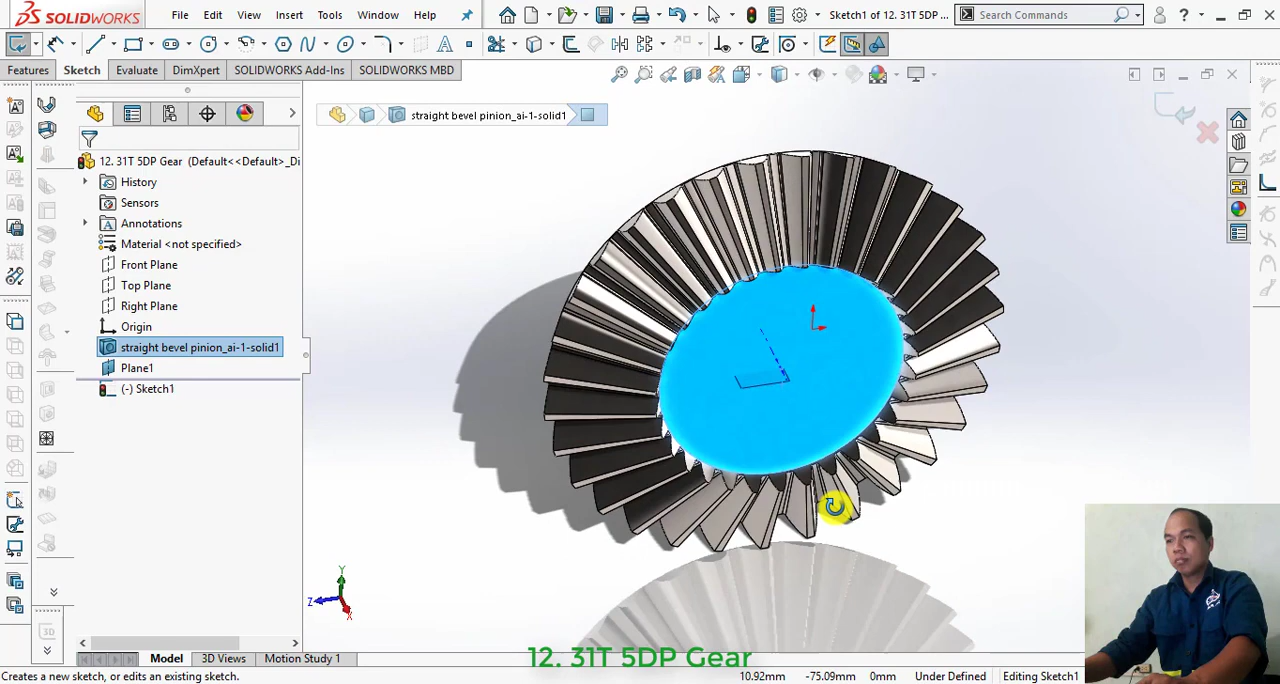 SOLIDWORKS
File
Edit
View
Insert
Tools
Window
Help
Sketch1 of 12. 31T 5DP ...
Search Commands
?
Features
Sketch
Evaluate
DimXpert
SOLIDWORKS Add-Ins
SOLIDWORKS MBD
straight bevel pinion_ai-1-solid1
12. 31T 5DP Gear (Default<<Default>_Di
History
Sensors
Annotations
Material <not specified>
Front Plane
Top Plane
Right Plane
Origin
straight bevel pinion_ai-1-solid1
Plane1
(-) Sketch1
Y
Z
X
3D
Model
3D Views
Motion Study 1
12. 31T 5DP Gear
Creates a new sketch, or edits an existing sketch.
10.92mm
-75.09mm
0mm
Under Defined
Editing Sketch1